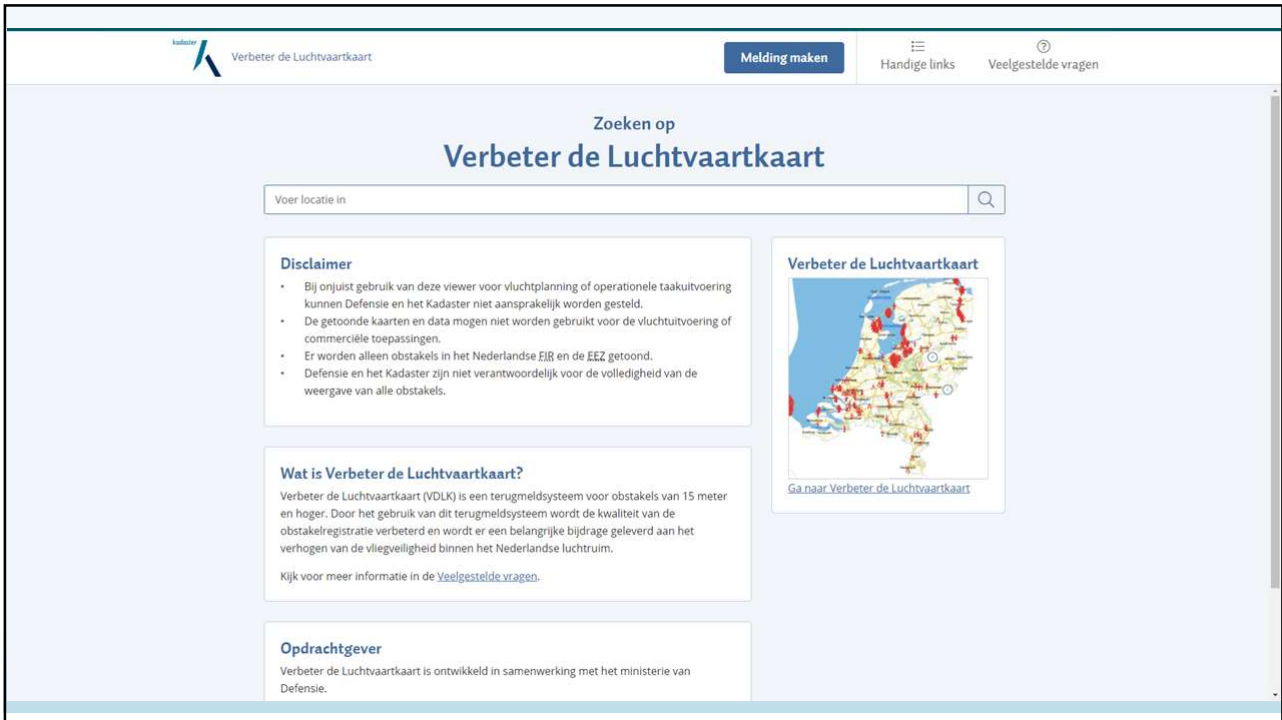 kadaster
Verbeter de Luchtvaartkaart
Melding maken
Handige links
Veelgestelde vragen
Zoeken op
Verbeter de Luchtvaartkaart
Voer locatie in
Disclaimer
• Bij onjuist gebruik van deze viewer voor vluchtplanning of operationele taakuitvoering
kunnen Defensie en het Kadaster niet aansprakelijk worden gesteld.
• De getoonde kaarten en data mogen niet worden gebruikt voor de vluchtuitvoering of
commerciële toepassingen.
• Er worden alleen obstakels in het Nederlandse FIR en de EEZ getoond.
• Defensie en het Kadaster zijn niet verantwoordelijk voor de volledigheid van de
weergave van alle obstakels.
Verbeter de Luchtvaartkaart
Ga naar Verbeter de Luchtvaartkaart
Wat is Verbeter de Luchtvaartkaart?
Verbeter de Luchtvaartkaart (VDLK) is een terugmeldsysteem voor obstakels van 15 meter
en hoger. Door het gebruik van dit terugmeldsysteem wordt de kwaliteit van de
obstakelregistratie verbeterd en wordt er een belangrijke bijdrage geleverd aan het
verhogen van de vliegveiligheid binnen het Nederlandse luchtruim.
Kijk voor meer informatie in de Veelgestelde vragen.
Opdrachtgever
Verbeter de Luchtvaartkaart is ontwikkeld in samenwerking met het ministerie van
Defensie.